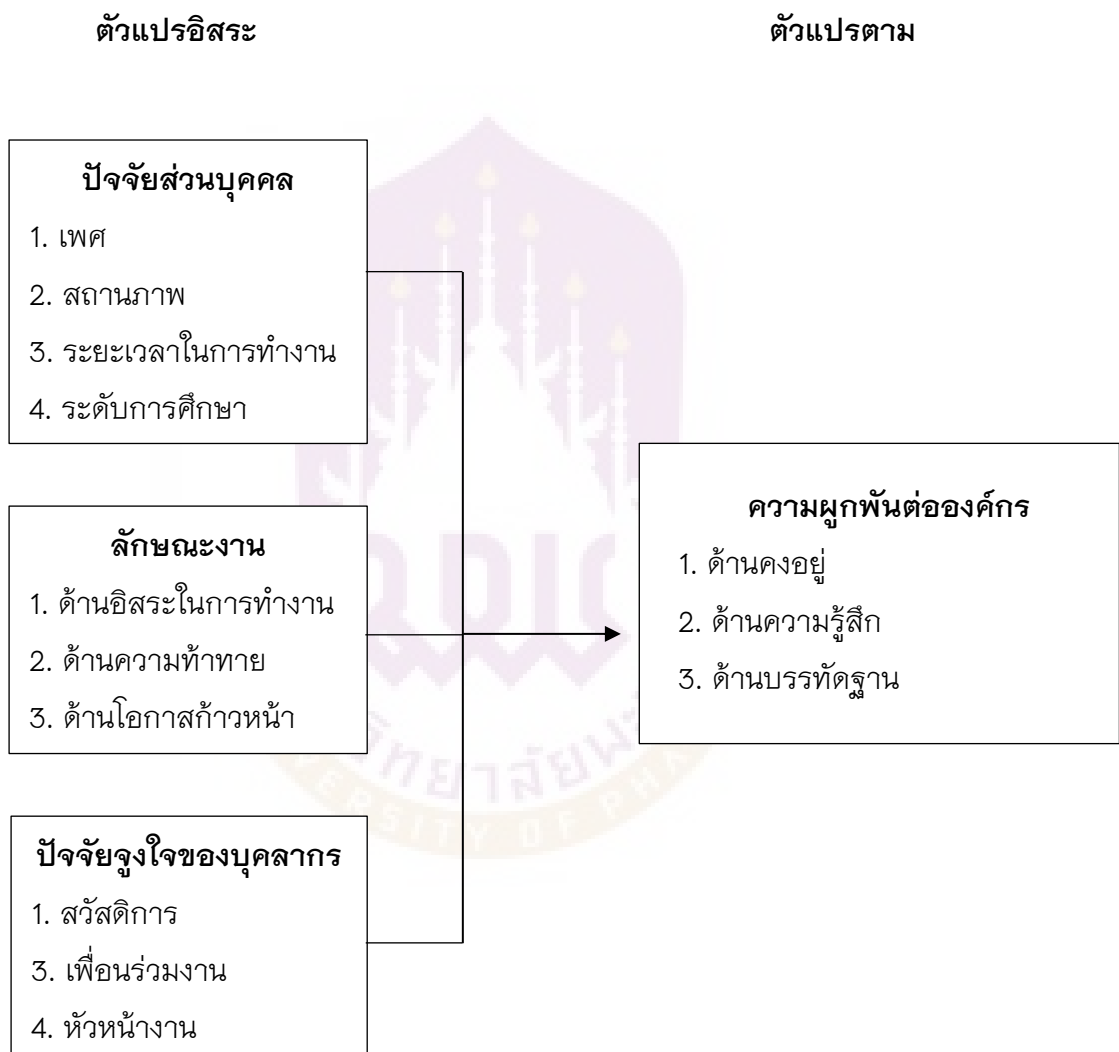 ตัวแปรอิสระ
ตัวแปรตาม
ปัจจัยส่วนบุคคล
1. เพศ
2. สถานภาพ
3. ระยะเวลาในการทำงาน
4. ระดับการศึกษา
ลักษณะงาน
1. ด้านอิสระในการทำงาน
2. ด้านความท้าทาย
3. ด้านโอกาสก้าวหน้า
ปัจจัยจูงใจของบุคลากร
1. สวัสดิการ
3. เพื่อนร่วมงาน
4. หัวหน้างาน
ความผูกพันต่อองค์กร
1. ด้านคงอยู่
2. ด้านความรู้สึก
3. ด้านบรรทัดฐาน